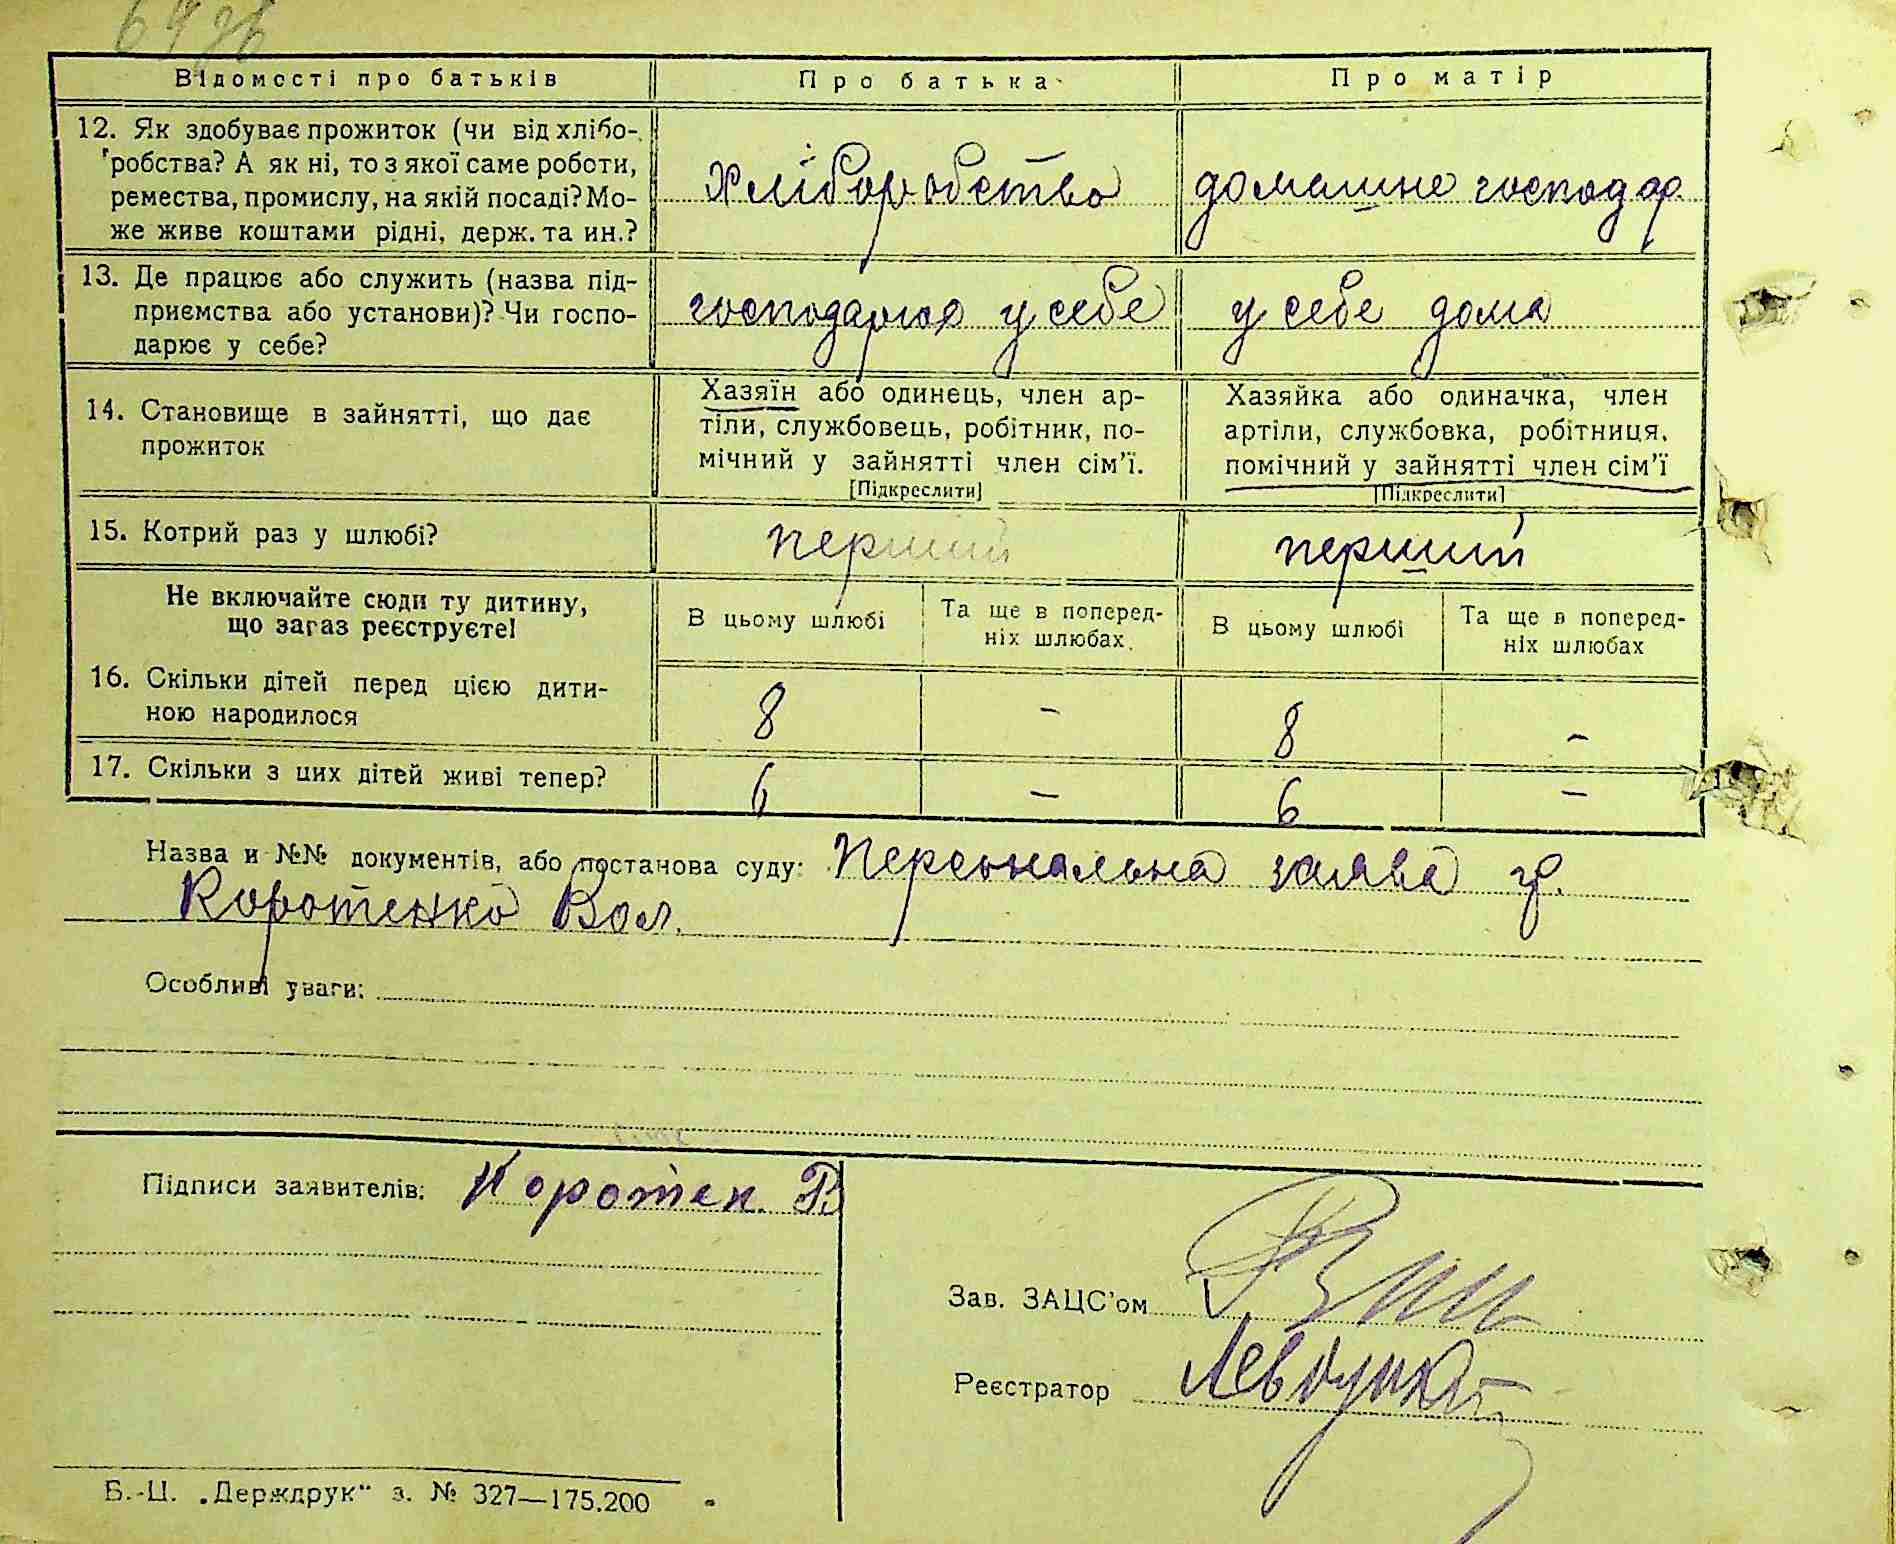 Відомості про батьків
Про батька
Про матір
12. Як здобуває прожиток (чи від хлібо-
робства? А як ні, то з якої саме роботи,
ремества, промислу, на якій посаді? Мо-
же живе коштами рідні, держ. та ин.?
хліборобство
домашне господар.
13. Де працює або служить (назва під-
приємства або установи)? Чи госпо-
дарює у себе?
господарює у себе
у себе дома
14. Становище в зайнятті, що дає
прожиток
Хазяїн або одинець, член ар-
тіли, службовець, робітник, по-
мічний у зайнятті член сім'ї.
[Підкреслити]
Хазяйка або одиначка, член
артіли, службовка, робітниця,
помічний у зайнятті член сім'ї
[Підкреслити]
15. Котрий раз у шлюбі?
перший
перший
Не включайте сюди ту дитину,
що зараз реєструєте!
В цьому шлюбі
Та ще в поперед-
ніх шлюбах.
В цьому шлюбі
Та ще в поперед-
ніх шлюбах
16. Скільки дітей перед цією дити-
ною народилося
8 – 8 –
17. Скільки з цих дітей живі тепер?
6 – 6 –
Назва и №№ документів, або постанова суду: Персональна заява гр.
Коротенко Вол.
Особливі уваги:
Підписи заявителів: Коротен. В
Зав. ЗАЦС'ом
Реєстратор
Б.-Ц. „Держдрук" з. № 327—175.200